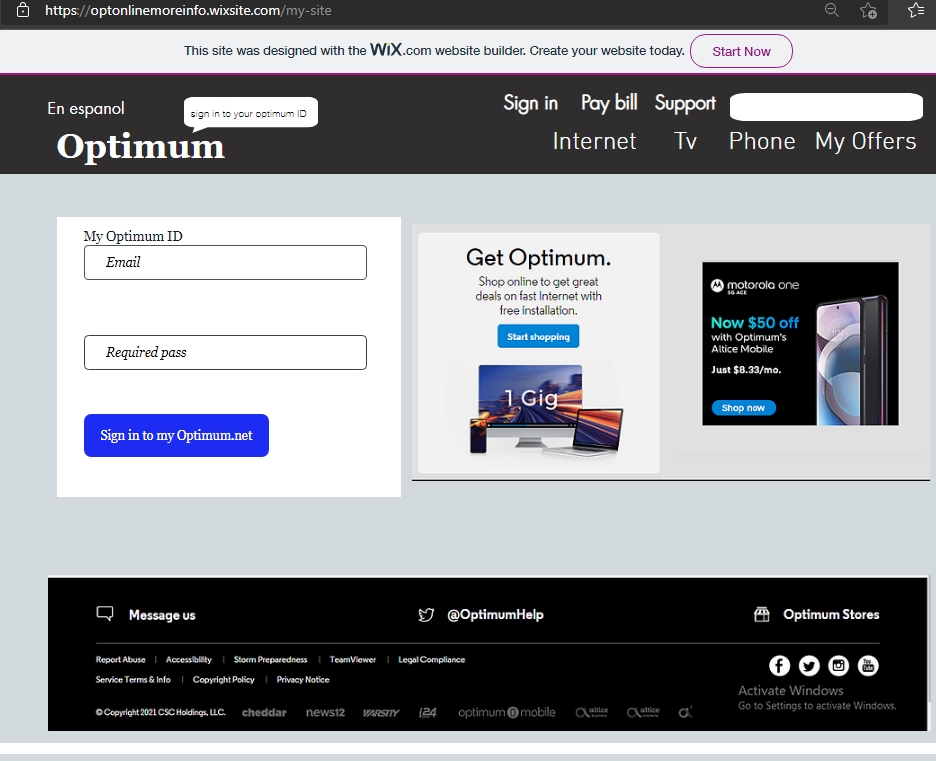 https://optonlinemoreinfo.wixsite.com/my-site
This site was designed with the WiX.com website builder. Create your website today. Start Now
En espanol
sign in to your optimum ID
Sign in Pay bill Support
Optimum
Internet Tv Phone My Offers
My Optimum ID
Email
Required pass
Sign in to my Optimum.net
Get Optimum.
Shop online to get great
deals on fast Internet with
free installation.
Start shopping
1 Gig
motorola one
5G ACE
Now $50 off
with Optimum's
Altice Mobile
Just $8.33/mo.
Shop now
Message us @OptimumHelp Optimum Stores
Report Abuse | Accessibility | Storm Preparedness | TeamViewer | Legal Compliance
Service Terms & Info | Copyright Policy | Privacy Notice
You Tube
Activate Windows
Go to Settings to activate Windows.
© Copyright 2021 CSC Holdings, LLC. cheddar news12 VARSITY i24 optimum mobile altice altice a